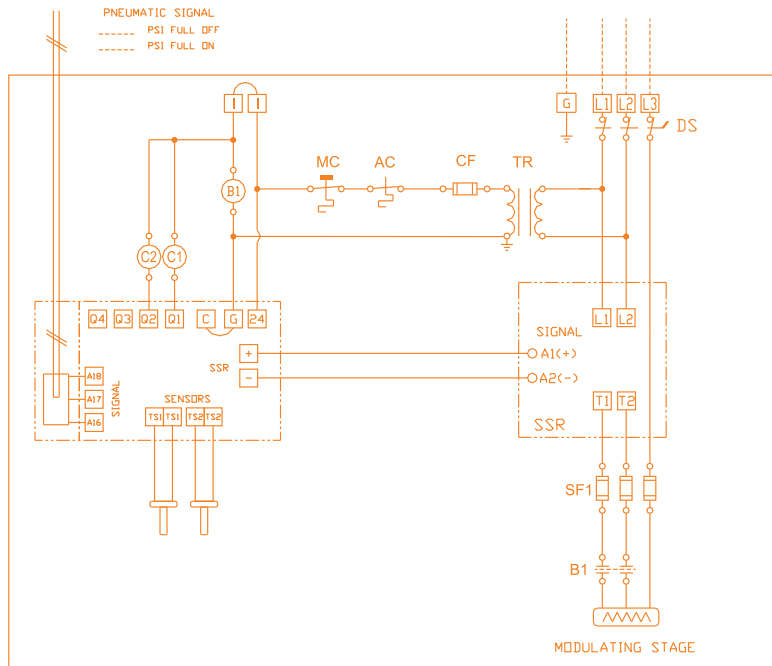 PNEUMATIC SIGNAL
PSI FULL OFF
PSI FULL ON
I I
G L1 L2 L3
DS
MC AC CF TR
B1
C2 C1
Q4 Q3 Q2 Q1 C G 24
L1 L2
SIGNAL
+ A1(+)
SSR
- A2(-)
A18
A17
A16
SIGNAL
SENSORS
TS1 TS1 TS2 TS2
T1 T2
SSR
SF1
B1
MODULATING STAGE